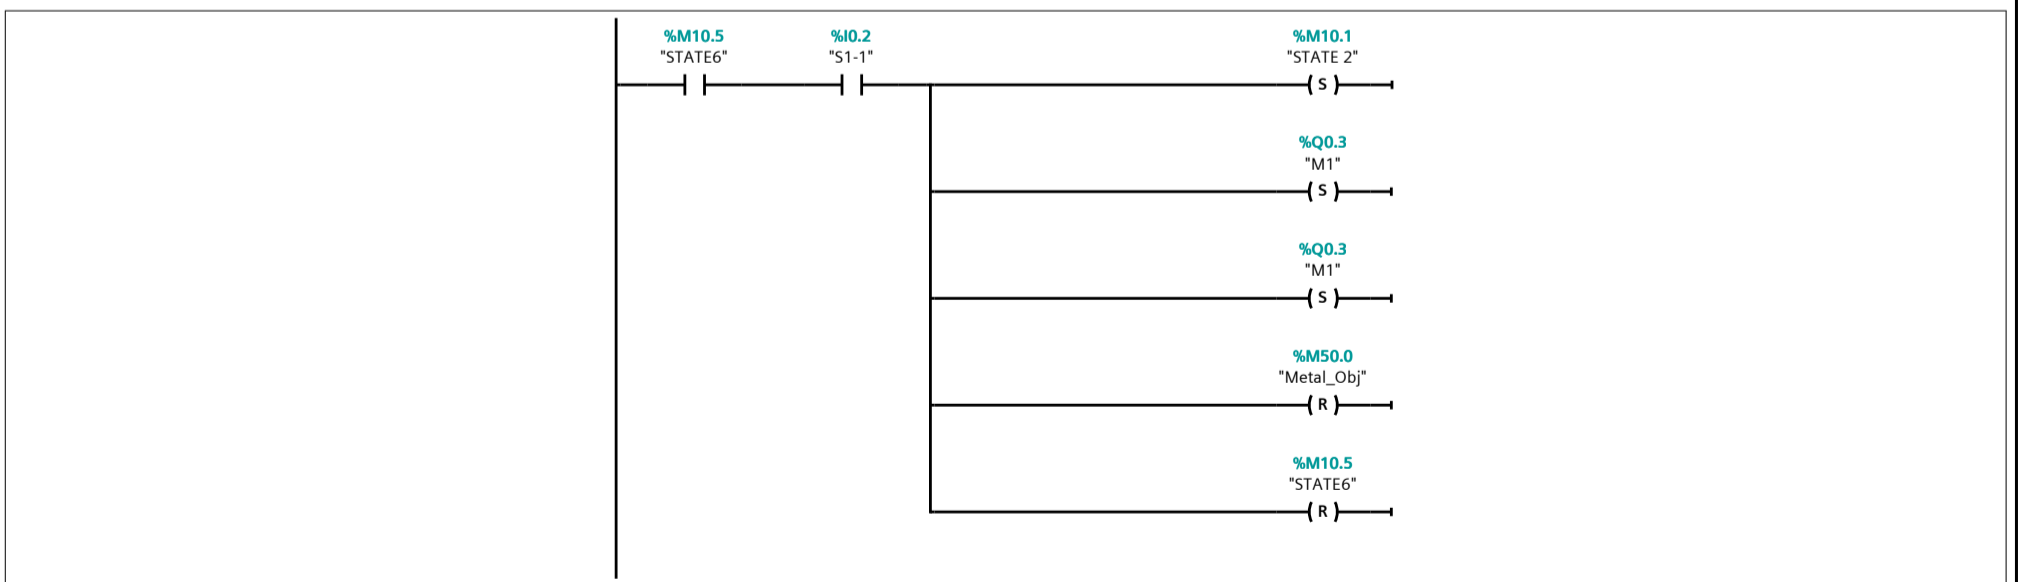 %M10.5
"STATE6"
%I0.2
"S1-1"
%M10.1
"STATE 2"
S
%Q0.3
"M1"
S
%Q0.3
"M1"
S
%M50.0
"Metal_Obj"
R
%M10.5
"STATE6"
R